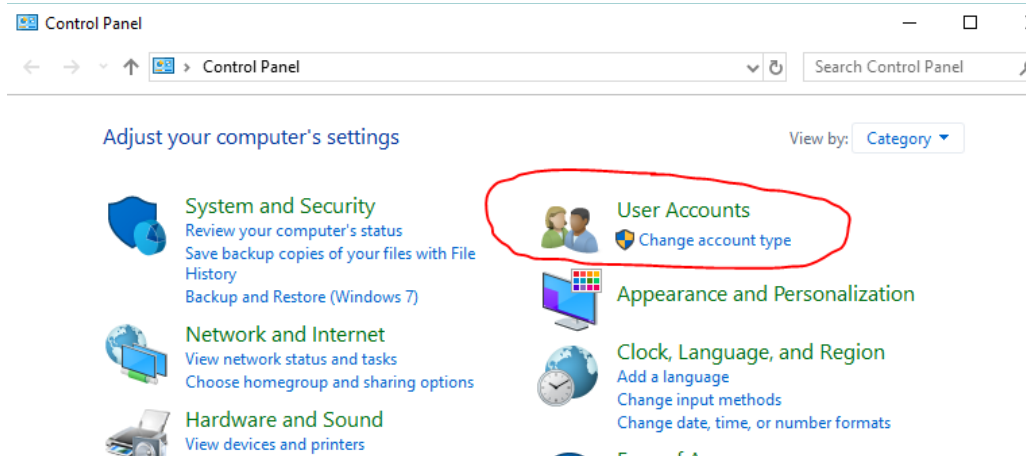 Control Panel
Control Panel
Search Control Panel
Adjust your computer's settings
View by: Category
System and Security
Review your computer's status
Save backup copies of your files with File
History
Backup and Restore (Windows 7)
Network and Internet
View network status and tasks
Choose homegroup and sharing options
Hardware and Sound
View devices and printers
User Accounts
Change account type
Appearance and Personalization
Clock, Language, and Region
Add a language
Change input methods
Change date, time, or number formats